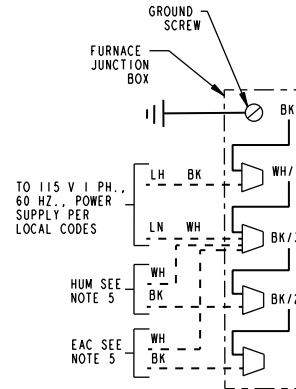 GROUND
SCREW
FURNACE
JUNCTION
BOX
BK
LH BK
WH/
TO 115 V 1 PH.,
60 HZ., POWER
SUPPLY PER
LOCAL CODES
LN WH
BK/
WH
HUM SEE
NOTE 5
BK
BK/2
WH
EAC SEE
NOTE 5
BK